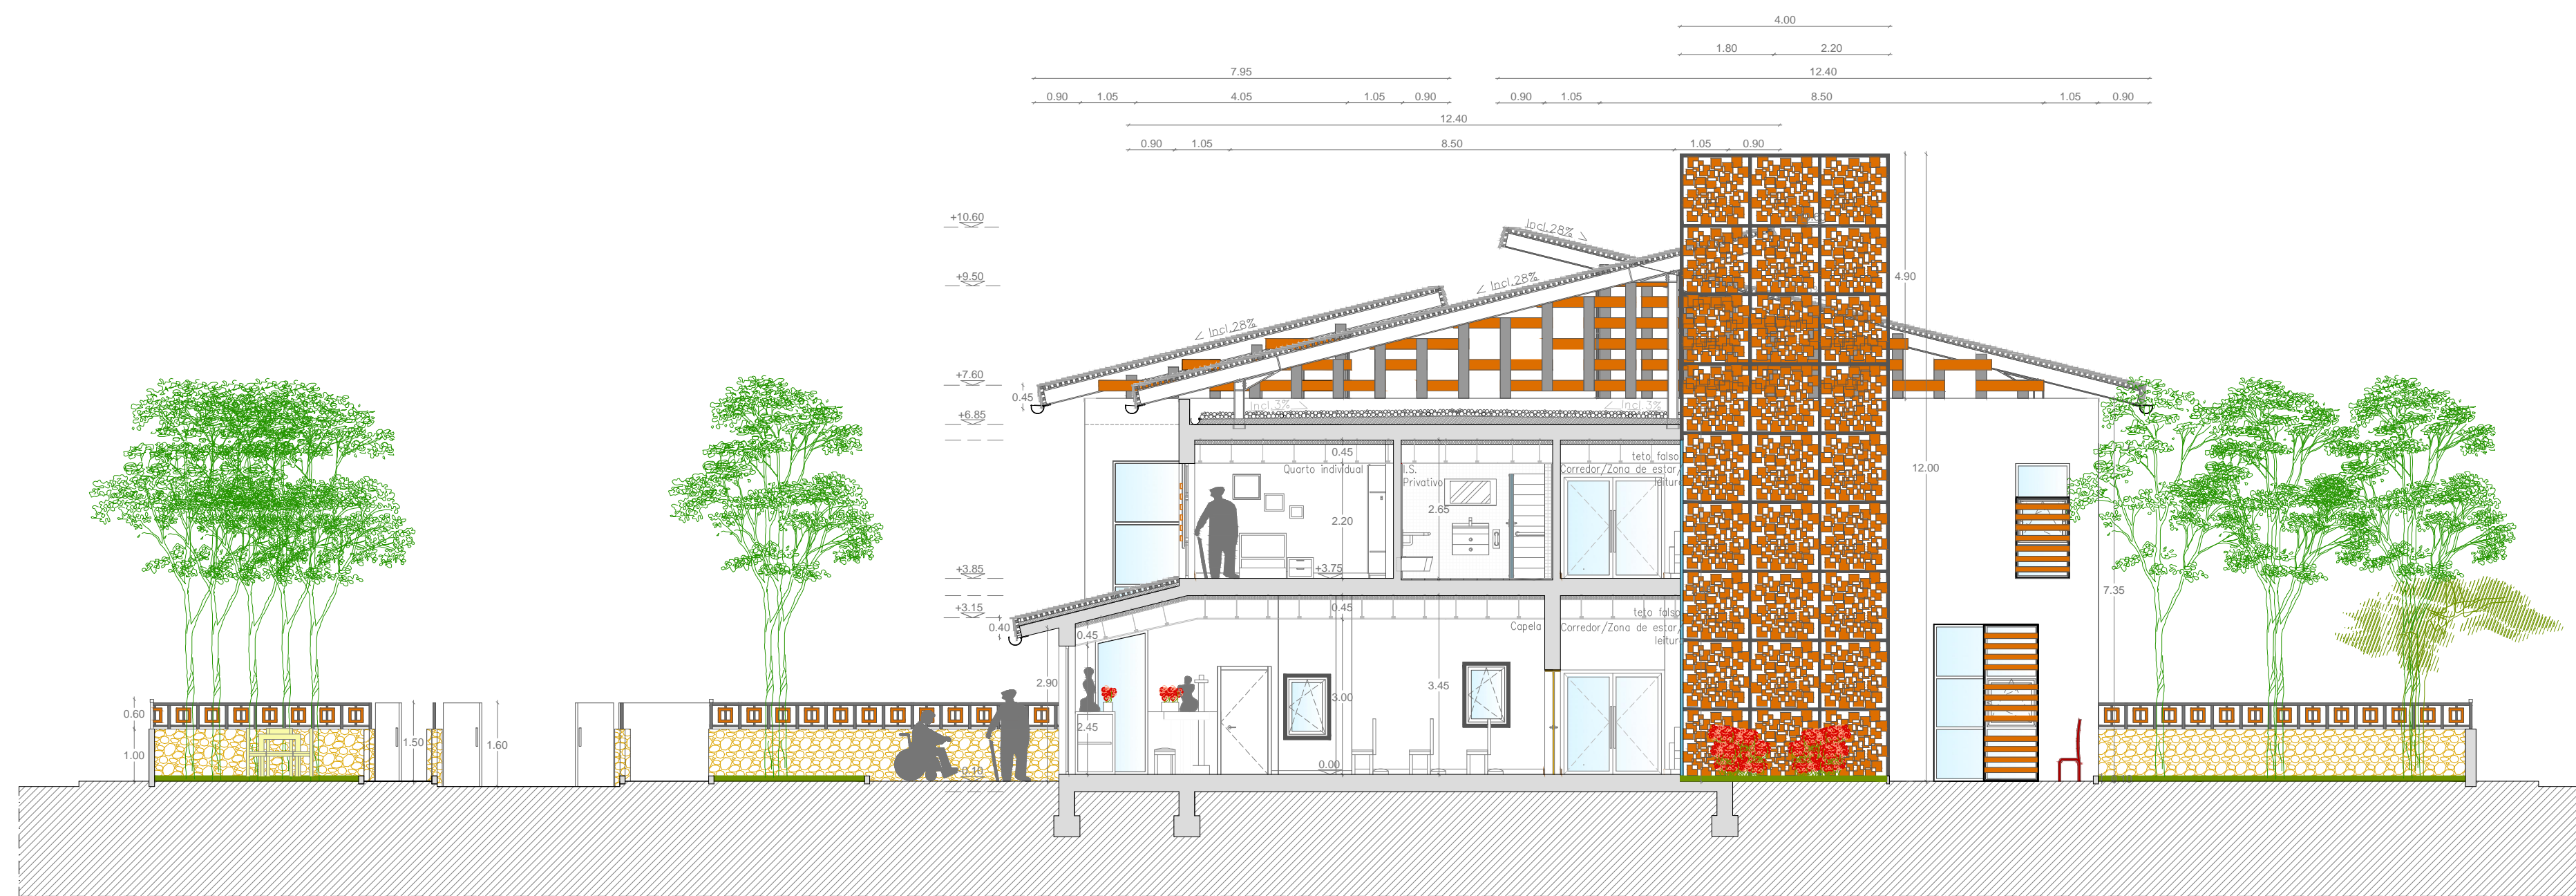 4.00
1.80 2.20
7.95 12.40
0.90 1.05 4.05 1.05 0.90 0.90 1.05 8.50 1.05 0.90
12.40
0.90 1.05 8.50 1.05 0.90
+10.60
Incl.28%
+9.50
Incl.28%
4.90
Incl.28%
+7.60
0.45
Incl.3% Incl.3%
+6.85
0.45
teto falso
Quarto individual
I.S.
Privativo
Corredor/Zona de estar/
leitura
12.00
2.20
2.65
+3.85
+3.75
7.35
+3.15
0.45
0.40
0.45
teto falso
Capela
Corredor/Zona de estar/
leitura
2.90
3.00
3.45
0.60
2.45
1.50
1.60
1.00
-0.10
0.00